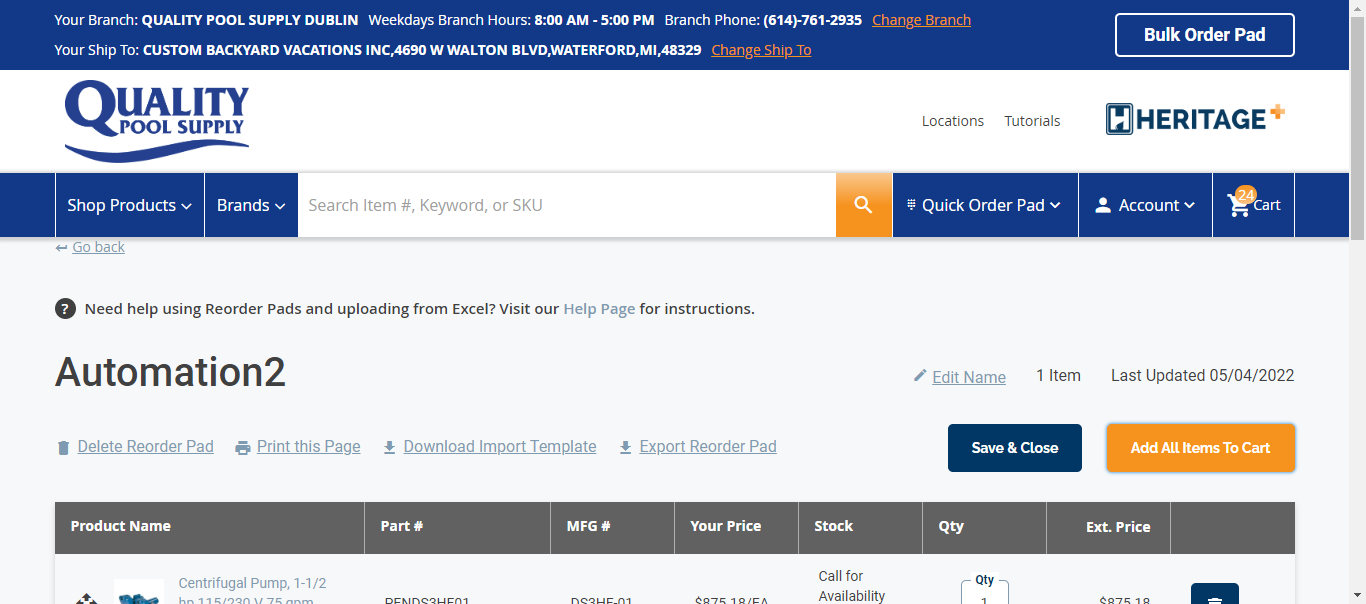 Your Branch: QUALITY POOL SUPPLY DUBLIN Weekdays Branch Hours: 8:00 AM - 5:00 PM Branch Phone: (614)-761-2935 Change Branch
Your Ship To: CUSTOM BACKYARD VACATIONS INC,4690 W WALTON BLVD,WATERFORD,MI,48329 Change Ship To
Bulk Order Pad
QUALITY
POOL SUPPLY
Locations Tutorials
HERITAGE+
Shop Products Brands Search Item #, Keyword, or SKU Quick Order Pad Account 24 Cart
Go back
? Need help using Reorder Pads and uploading from Excel? Visit our Help Page for instructions.
Automation2
Edit Name 1 Item Last Updated 05/04/2022
Delete Reorder Pad Print this Page Download Import Template Export Reorder Pad
Save & Close Add All Items To Cart
Product Name Part # MFG # Your Price Stock Qty Ext. Price
Centrifugal Pump, 1-1/2
hp 115/230 V 75 gpm
PENDS3HF01 DS3HF-01 $875.18/EA
Call for
Availability
Qty
1
$875.18